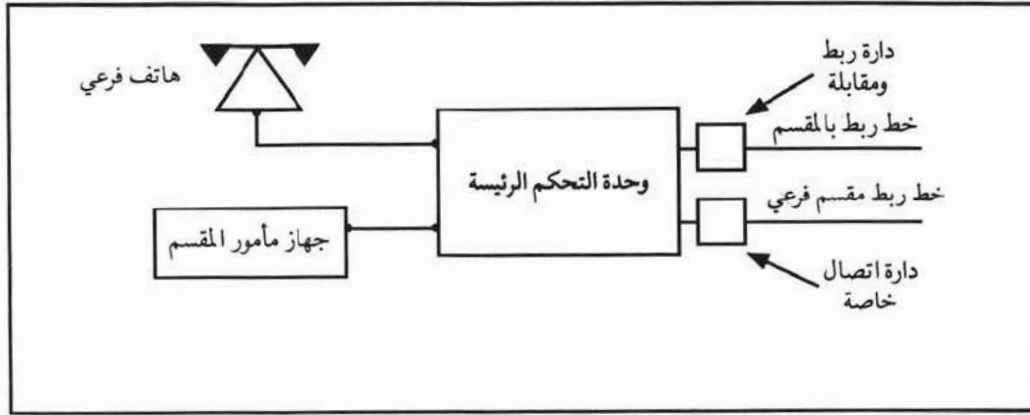 دارة ربط
ومقابلة
هاتف فرعي
خط ربط بالمقسم
وحدة التحكم الرئيسة
خط ربط مقسم فرعي
جهاز مأمور المقسم
دارة اتصال
خاصة